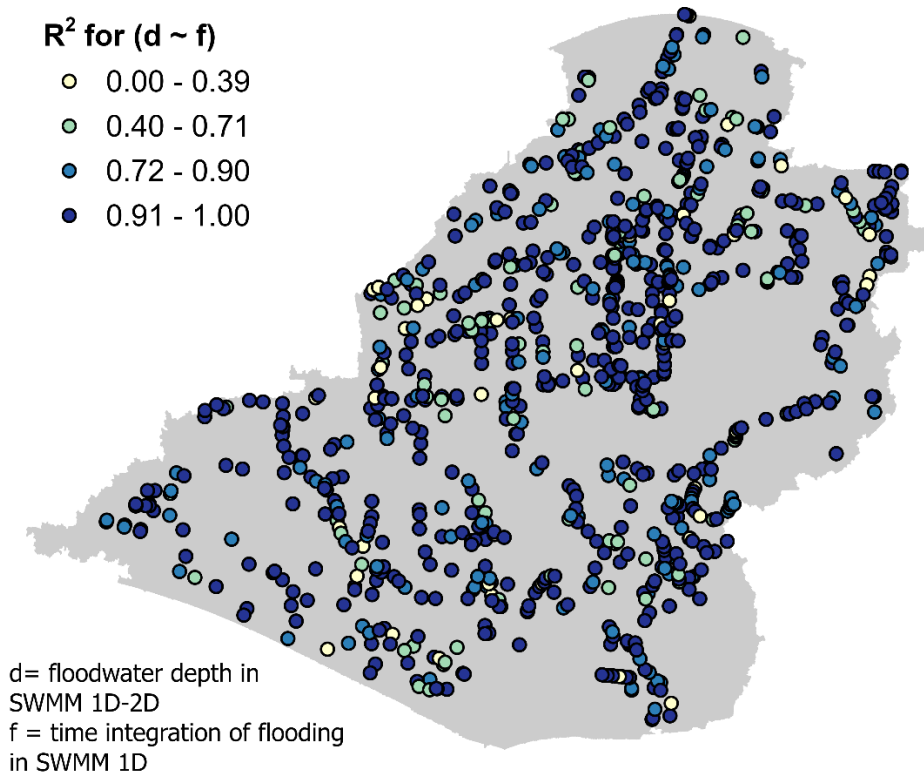 R² for (d ~ f)
0.00 - 0.39
0.40 - 0.71
0.72 - 0.90
0.91 - 1.00
d= floodwater depth in
SWMM 1D-2D
f = time integration of flooding
in SWMM 1D